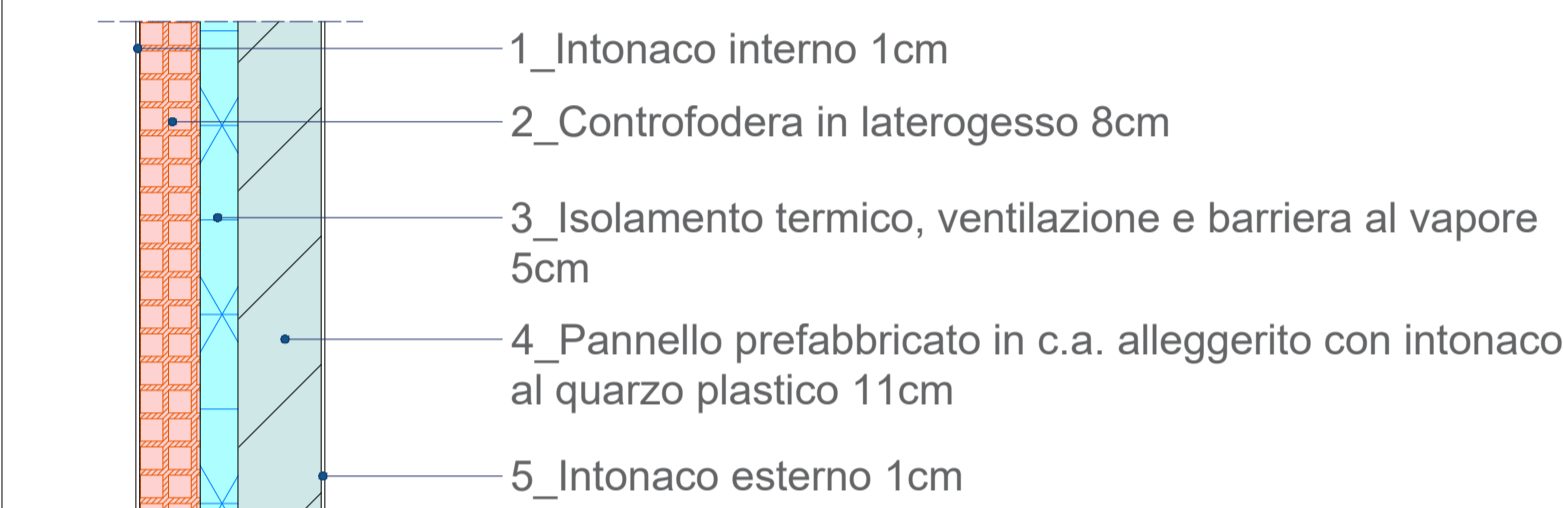 1_Intonaco interno 1cm
2_Controfodera in laterogesso 8cm
3_Isolamento termico, ventilazione e barriera al vapore
5cm
4_Pannello prefabbricato in c.a. alleggerito con intonaco
al quarzo plastico 11cm
5_Intonaco esterno 1cm